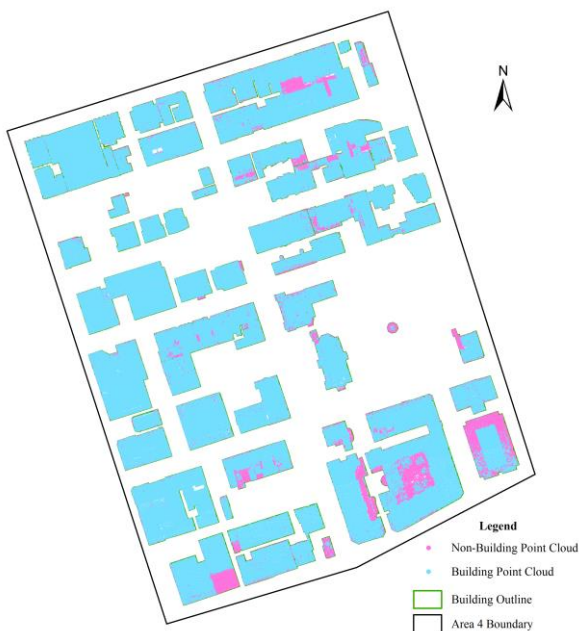 N
Legend
Non-Building Point Cloud
Building Point Cloud
Building Outline
Area 4 Boundary